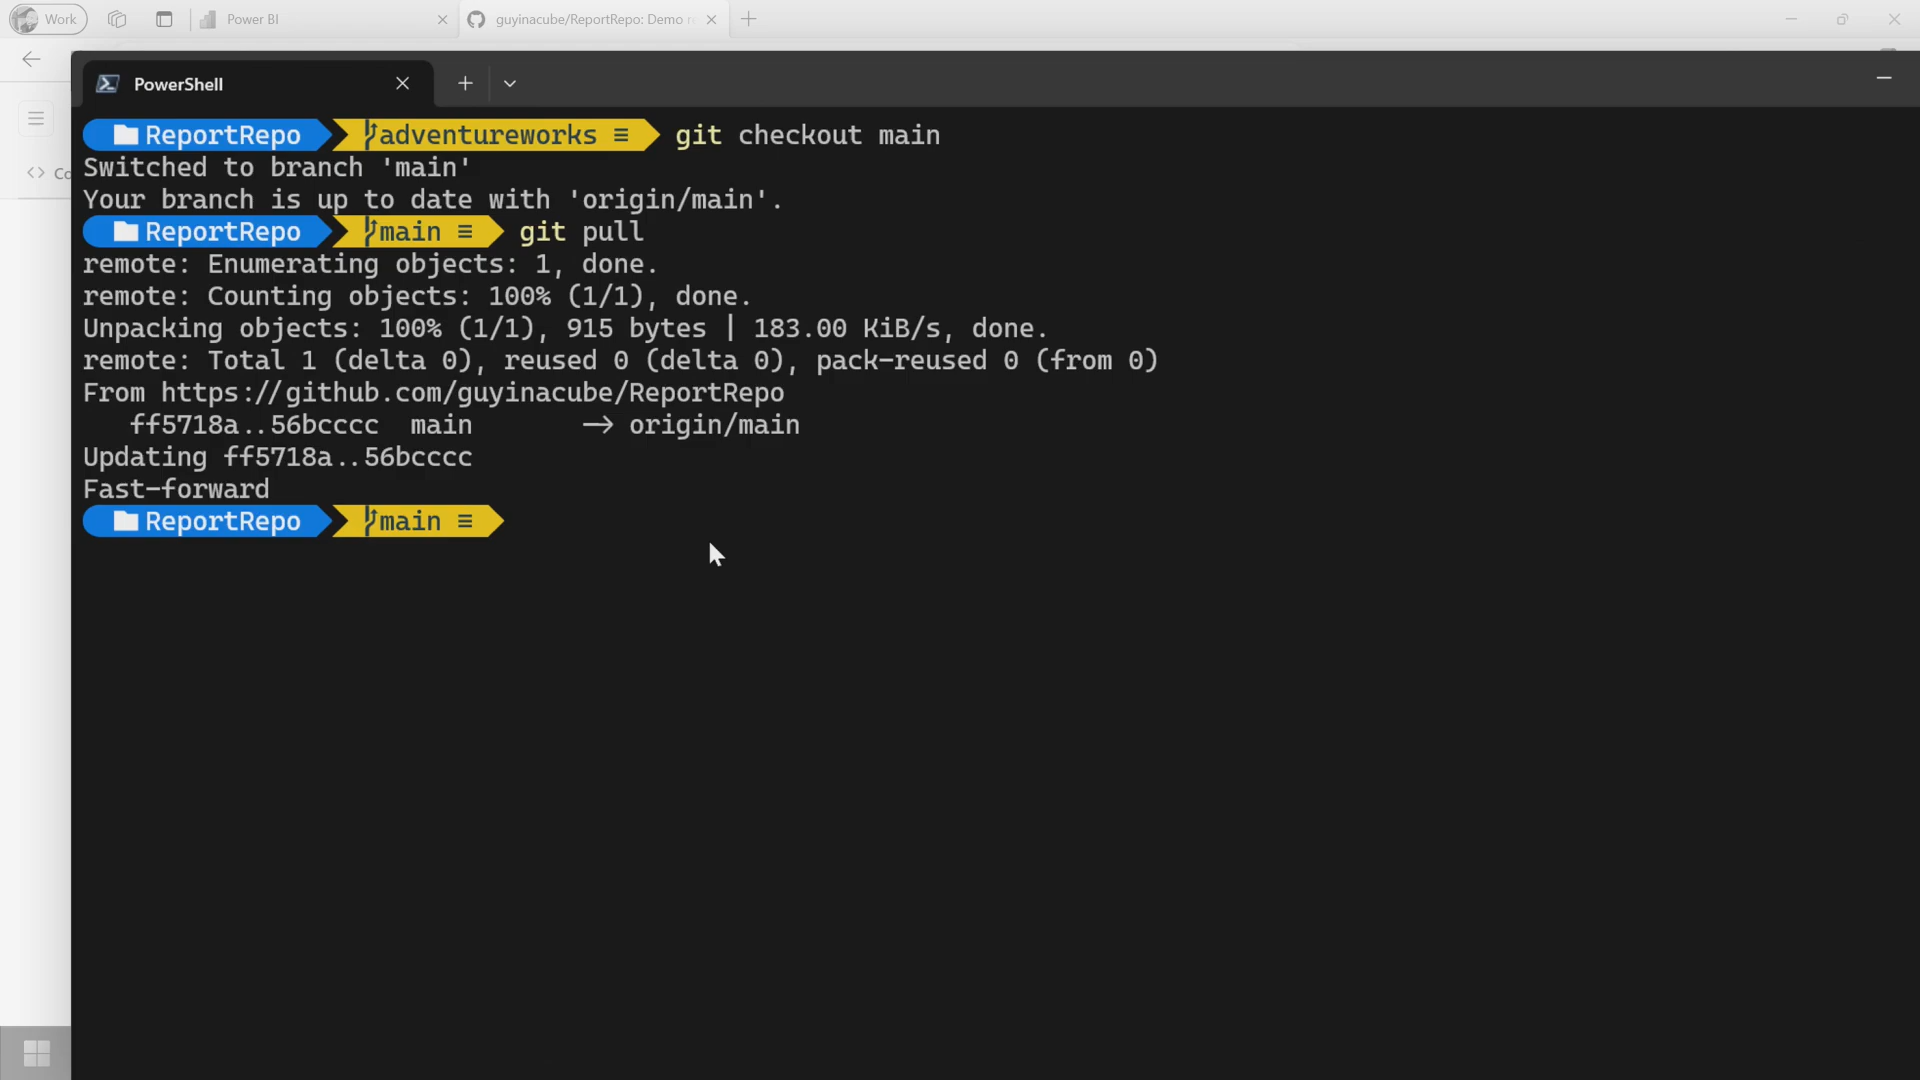 Work
Power BI
guyinacube/ReportRepo: Demo r
PowerShell
Co
ReportRepo adventureworks ≡ git checkout main
Switched to branch 'main'
Your branch is up to date with 'origin/main'.
ReportRepo main ≡ git pull
remote: Enumerating objects: 1, done.
remote: Counting objects: 100% (1/1), done.
Unpacking objects: 100% (1/1), 915 bytes | 183.00 KiB/s, done.
remote: Total 1 (delta 0), reused 0 (delta 0), pack-reused 0 (from 0)
From https://github.com/guyinacube/ReportRepo
ff5718a..56bcccc main -> origin/main
Updating ff5718a..56bcccc
Fast-forward
ReportRepo main ≡